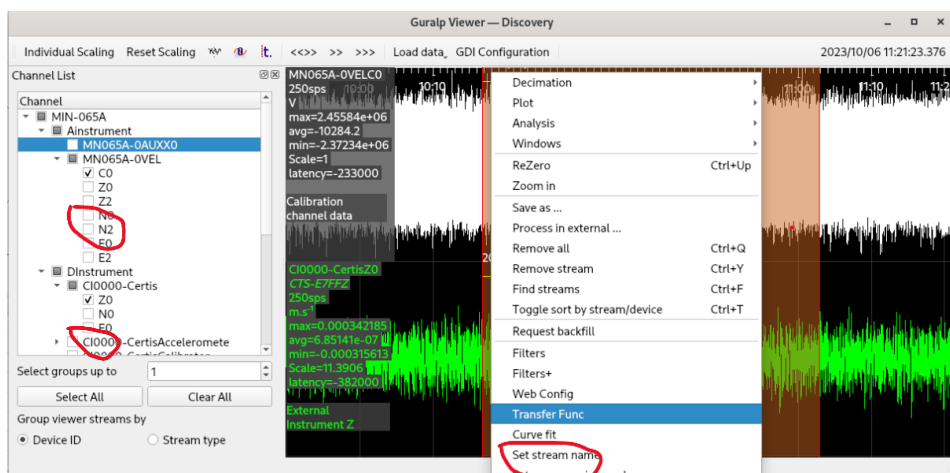 Guralp Viewer — Discovery
Individual Scaling Reset Scaling t. <<>> >> >>> Load data_ GDI Configuration 2023/10/06 11:21:23.376
Channel List
Channel
MIN-065A
Ainstrument
MN065A-0AUXX0
MN065A-0VEL
C0
Z0
Z2
N0
N2
E0
E2
DInstrument
CI0000-Certis
Z0
N0
E0
CI0000-CertisAcceleromete
Select groups up to 1
Select All Clear All
Group viewer streams by
Device ID Stream type
MN065A-0VELC0
250sps
V
max=2.45584e+06
avg=-10284.2
min=-2.37234e+06
Scale=1
latency=-233000
Calibration
channel data
10:00 10:10 11:00 11:10 11:2
CI0000-CertisZ0
CTS-E7FFZ
250sps
m.s⁻¹
max=0.000342185
avg=6.85141e-07
min=-0.000315613
Scale=11.3906
latency=-382000
External
Instrument Z
20
Decimation
Plot
Analysis
Windows
ReZero Ctrl+Up
Zoom in
Save as ...
Process in external ...
Remove all Ctrl+Q
Remove stream Ctrl+Y
Find streams Ctrl+F
Toggle sort by stream/device Ctrl+T
Request backfill
Filters
Filters+
Web Config
Transfer Func
Curve fit
Set stream name